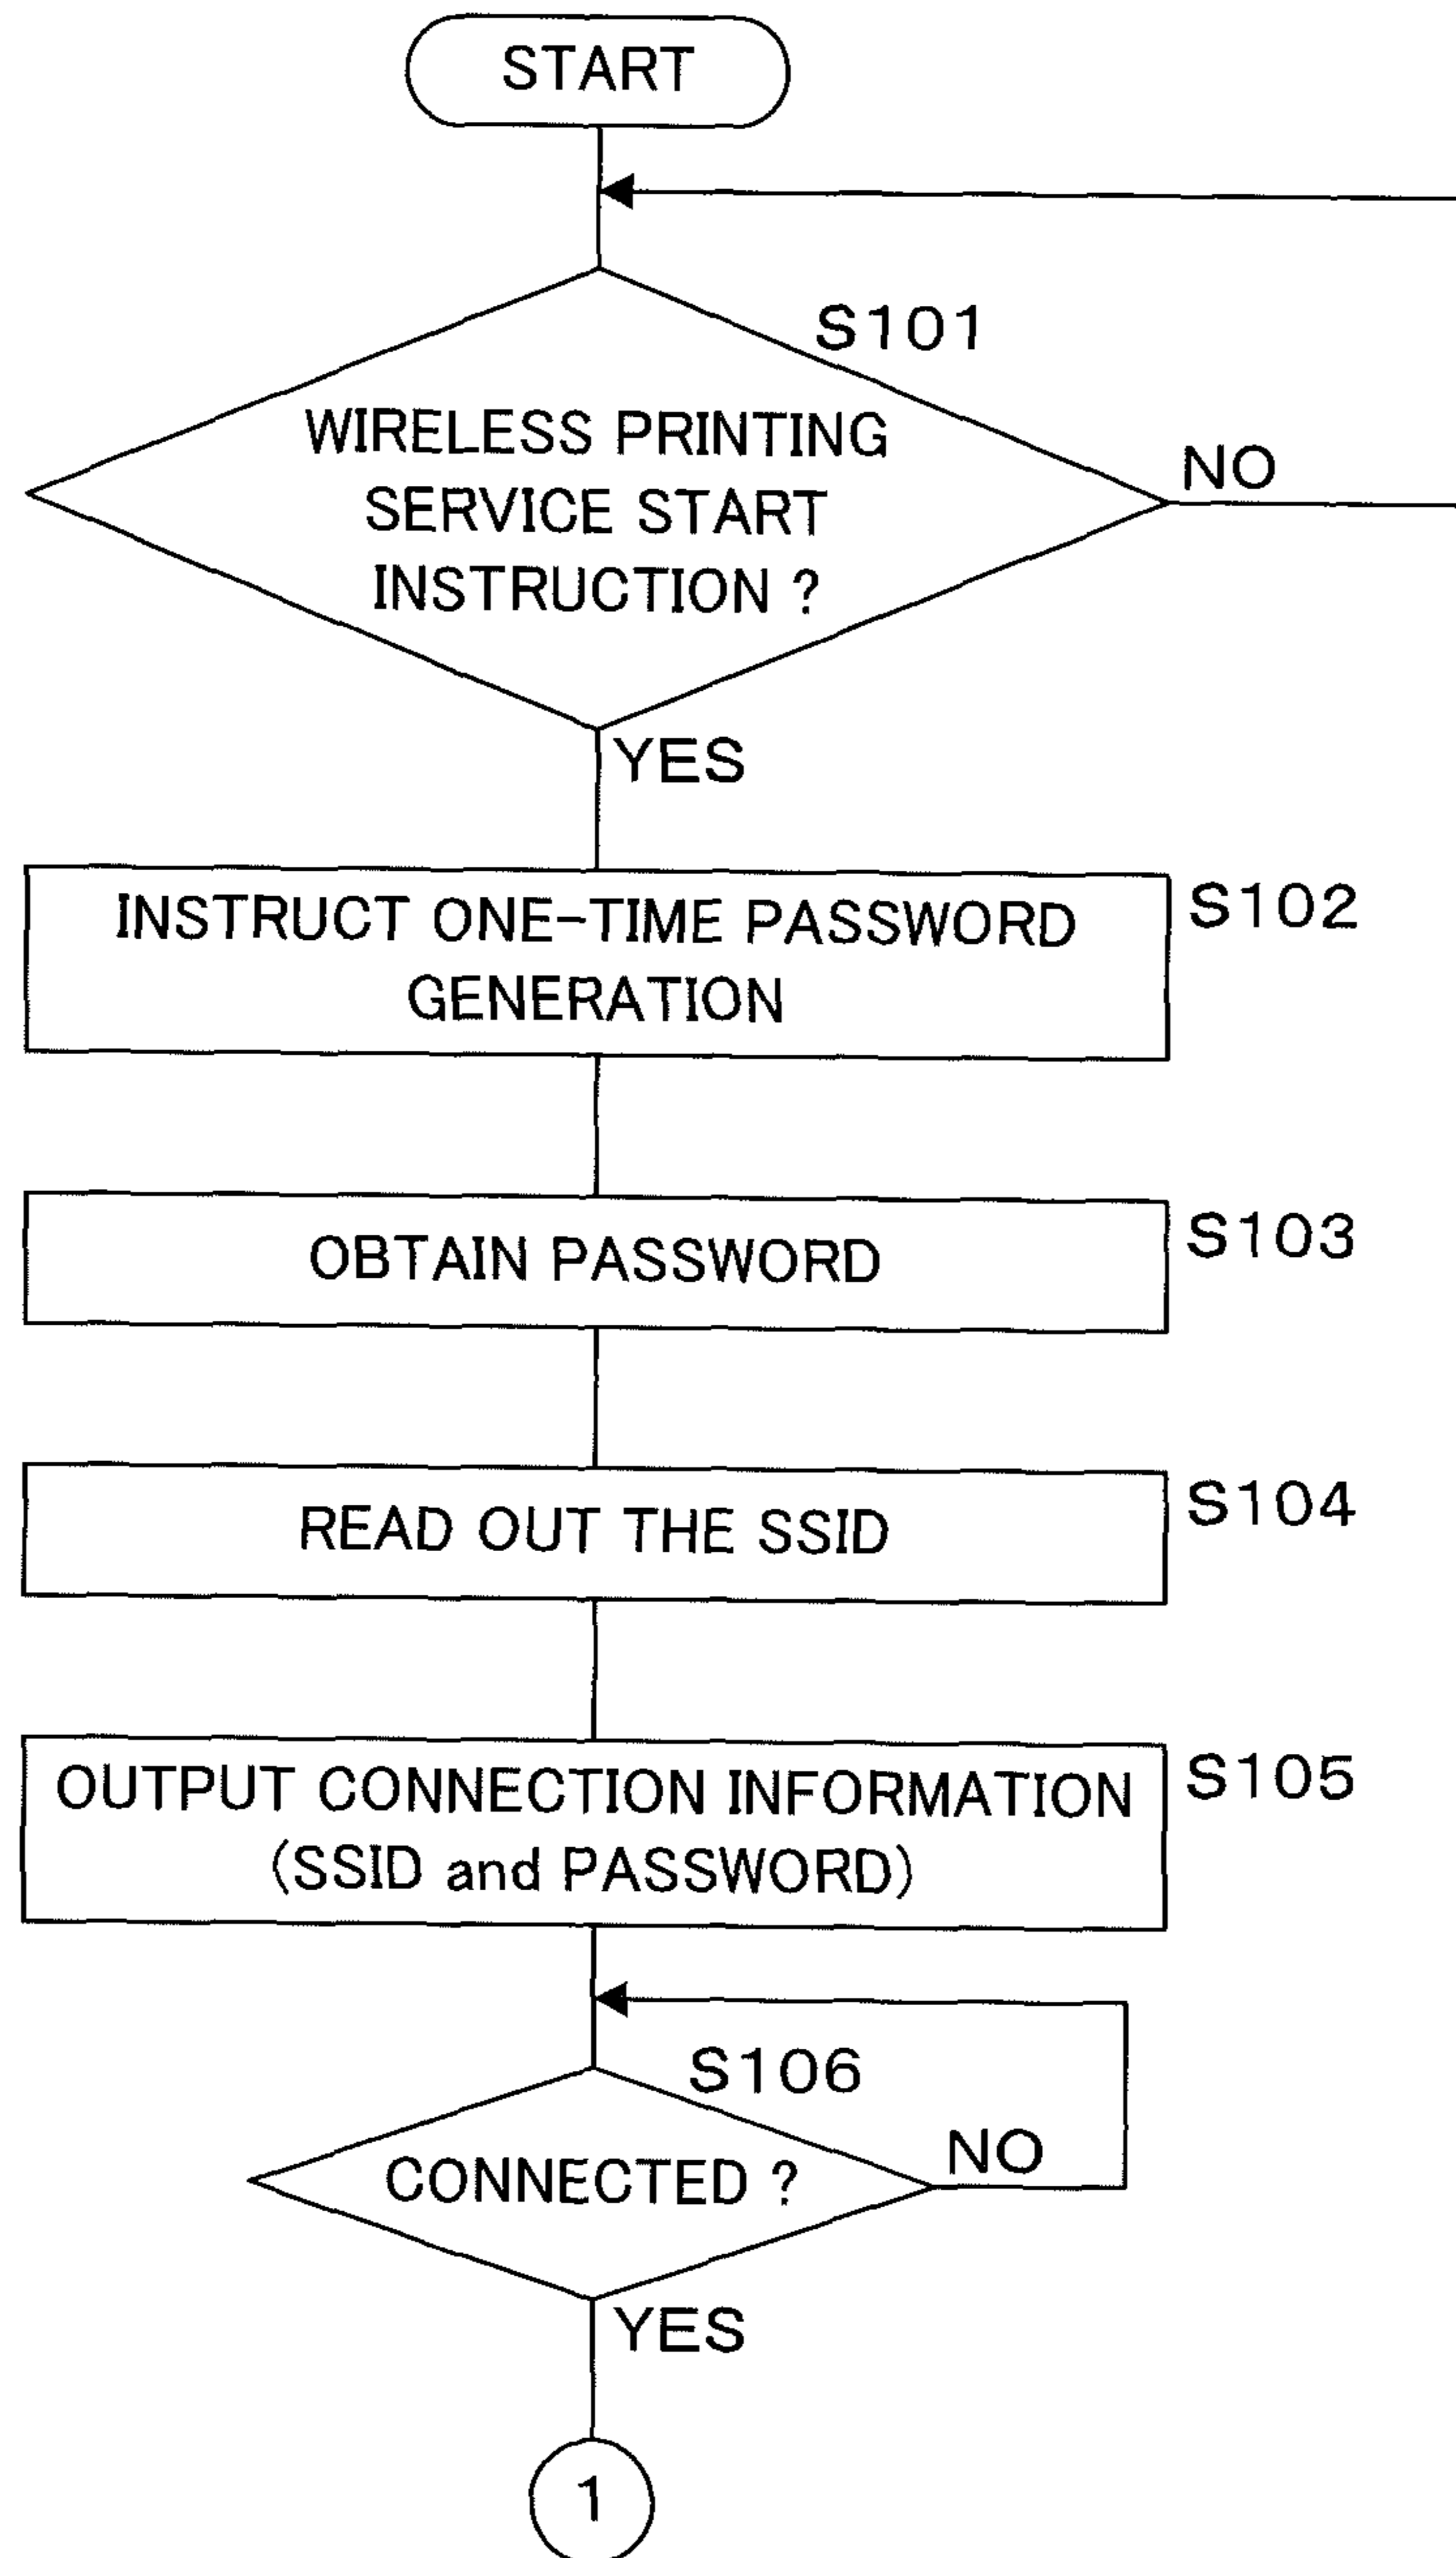 START
S101
WIRELESS PRINTING
SERVICE START
INSTRUCTION ?
NO
YES
INSTRUCT ONE-TIME PASSWORD
GENERATION
S102
OBTAIN PASSWORD
S103
READ OUT THE SSID
S104
OUTPUT CONNECTION INFORMATION
(SSID and PASSWORD)
S105
S106
CONNECTED ?
NO
YES
1